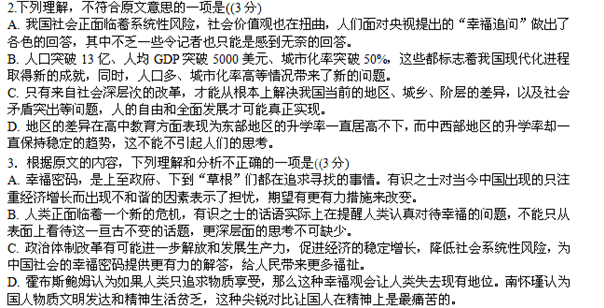 2.下列理解，不符合原文意思的一项是((3 分)
A. 我国社会正面临着系统性风险，社会价值观也在扭曲，人们面对央视提出的“幸福追问”做出了
各色的回答，其中不乏一些令记者也只能是感到无奈的回答。
B. 人口突破 13 亿、人均 GDP 突破 5000 美元、城市化率突破 50%，这些都标志着我国现代化进程
取得新的成就，同时，人口多、城市化率高等情况带来了新的问题。
C. 只有来自社会深层次的改革，才能从根本上解决我国当前的地区、城乡、阶层的差异，以及社会
矛盾突出等问题，人的自由和全面发展才可能真正实现。
D. 地区的差异在高中教育方面表现为东部地区的升学率一直居高不下，而中西部地区的升学率却一
直保持稳定的趋势，这不能不引起人们的思考。
3．根据原文的内容，下列理解和分析不正确的一项是((3 分)
A. 幸福密码，是上至政府、下到“草根”们都在追求寻找的事情。有识之士对当今中国出现的只注
重经济增长而出现不和谐的因素表示了担忧，期望有更有力措施来改变。
B. 人类正面临着一个新的危机，有识之士的话语实际上在提醒人类认真对待幸福的问题，不能只从
表面上看待这一亘古不变的话题，更深层面的思考不可缺少。
C. 政治体制改革有可能进一步解放和发展生产力，促进经济的稳定增长，降低社会系统性风险，为
中国社会的幸福密码提供更有力的解答，给人民带来更多福祉。
D. 霍布斯鲍姆认为如果人类只追求物质享受，那么这种幸福观会让人类失去现有地位。南怀瑾认为
国人物质文明发达和精神生活贫乏，这种尖锐对比让国人在精神上是最痛苦的。